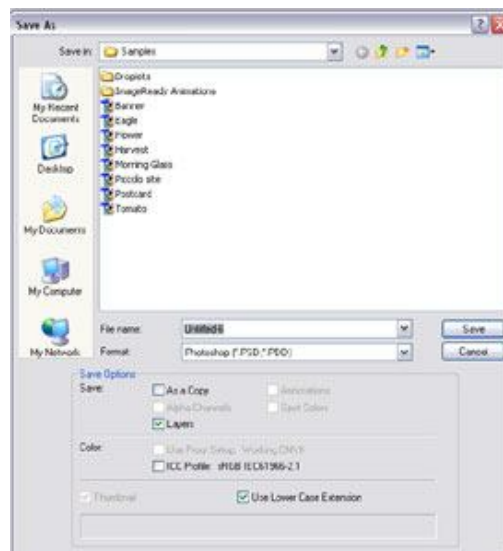 Save As
Save in: Samples
My Recent Documents
Desktop
My Documents
My Computer
My Network
Droplets
ImageReady Animations
Banner
Eagle
Flower
Harvest
Morning Glass
Piccolo site
Postcard
Tomato
File name: Untitled-6 Save
Format: Photoshop (*.PSD;*.PDD) Cancel
Save Options
Save: As a Copy Annotations
Alpha Channels Spot Colors
Layers
Color: Use Proof Setup: Working CMYK
ICC Profile: sRGB IEC61966-2.1
Thumbnail Use Lower Case Extension